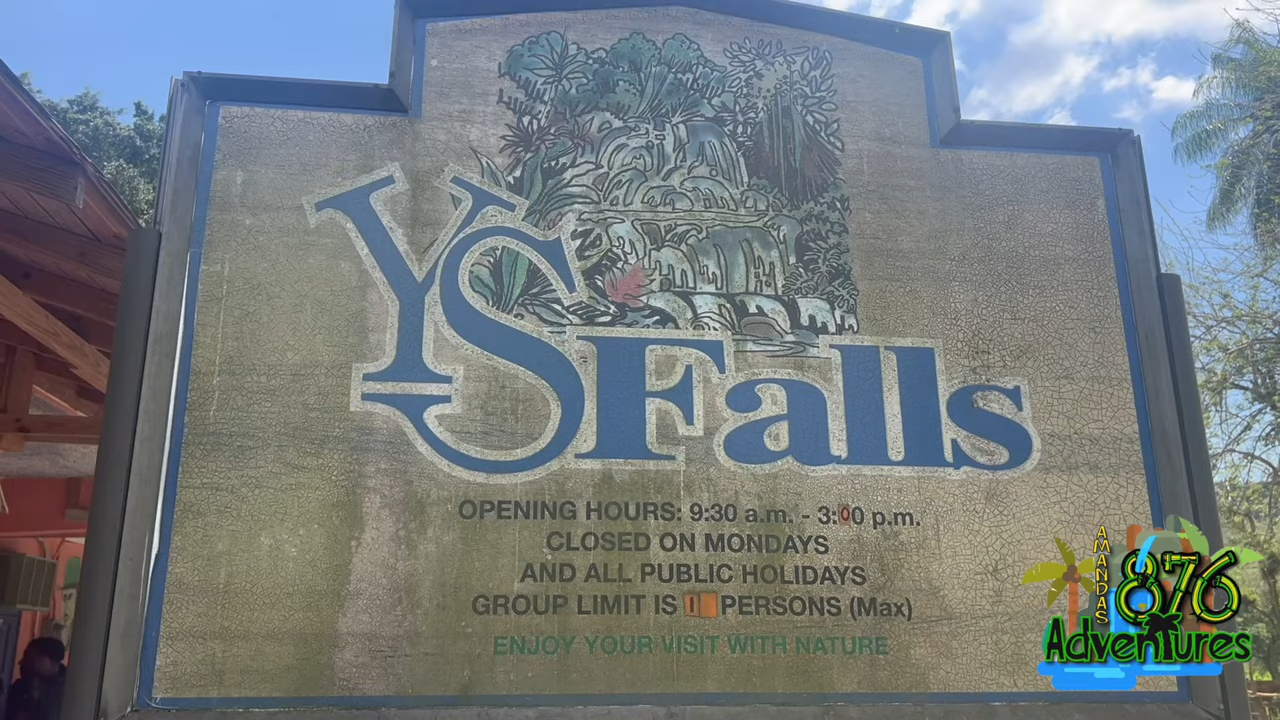 YS Falls
OPENING HOURS: 9:30 a.m. - 3:00 p.m.
CLOSED ON MONDAYS
AND ALL PUBLIC HOLIDAYS
GROUP LIMIT IS PERSONS (Max)
ENJOY YOUR VISIT WITH NATURE
AMANDAS
876
Adventures